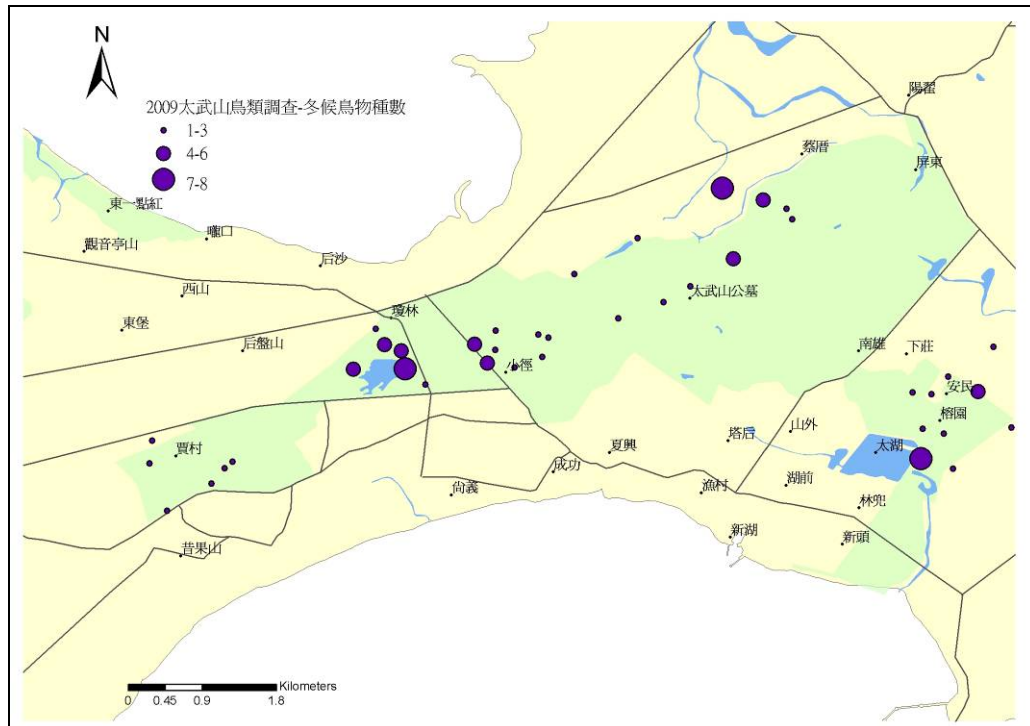 N
2009太武山鳥類調查-冬候鳥物種數
1-3
4-6
7-8
陽翟
蔡厝
屏東
東一點紅
嚨口
觀音亭山
后沙
西山
太武山公墓
瓊林
東堡
后盤山
南雄
下莊
小徑
安民
榕園
山外
塔后
夏興
賈村
太湖
成功
湖前
漁村
尚義
林兜
新湖
新頭
昔果山
Kilometers
0 0.45 0.9 1.8